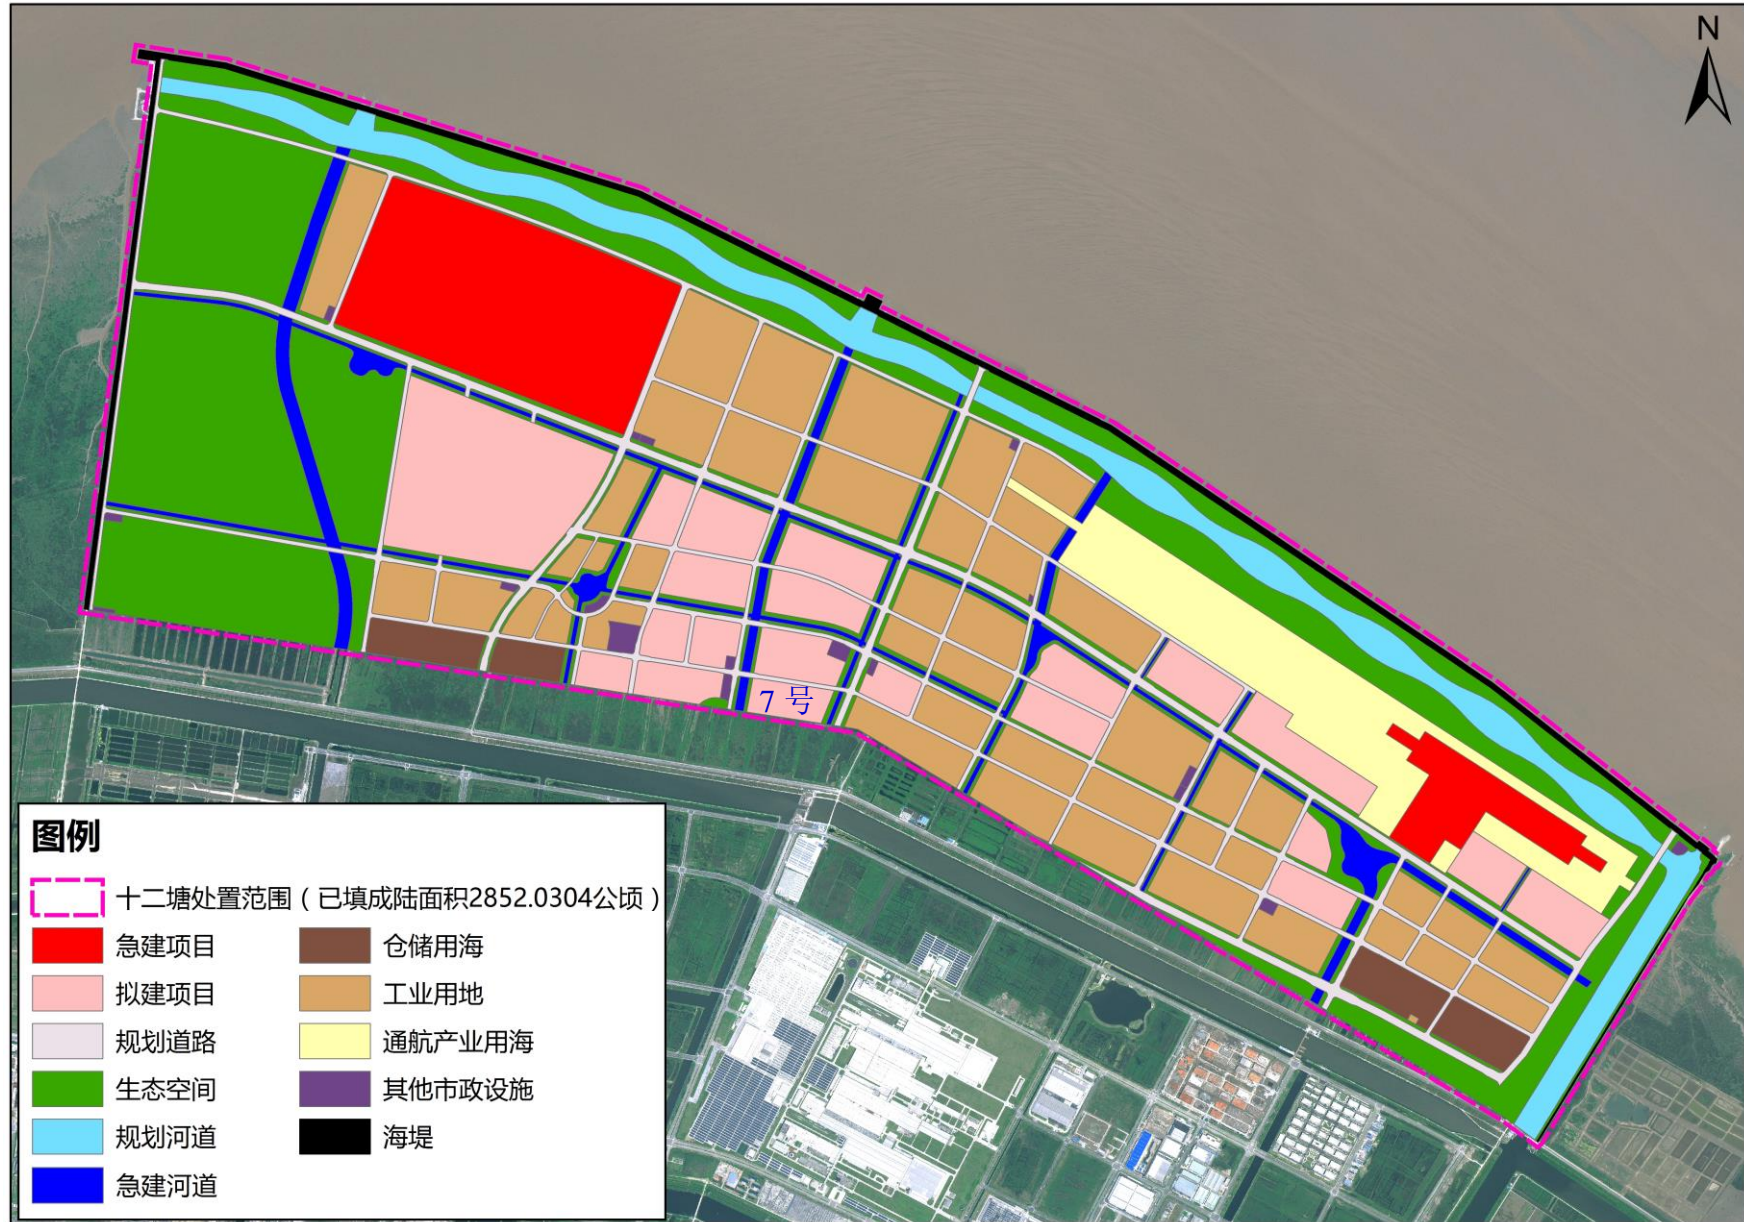 N
7 号
图例
十二塘处置范围（已填成陆面积2852.0304公顷）
急建项目
仓储用海
拟建项目
工业用地
规划道路
通航产业用海
生态空间
其他市政设施
规划河道
海堤
急建河道